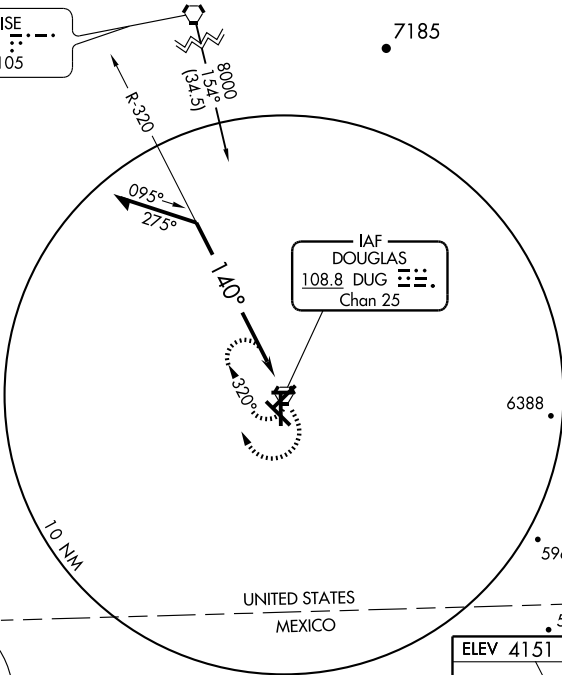 ISE
105
7185
8000
154°
(34.5)
R-320
095°
275°
140°
IAF
DOUGLAS
108.8 DUG
Chan 25
320°
6388
10 NM
UNITED STATES
MEXICO
ELEV 4151